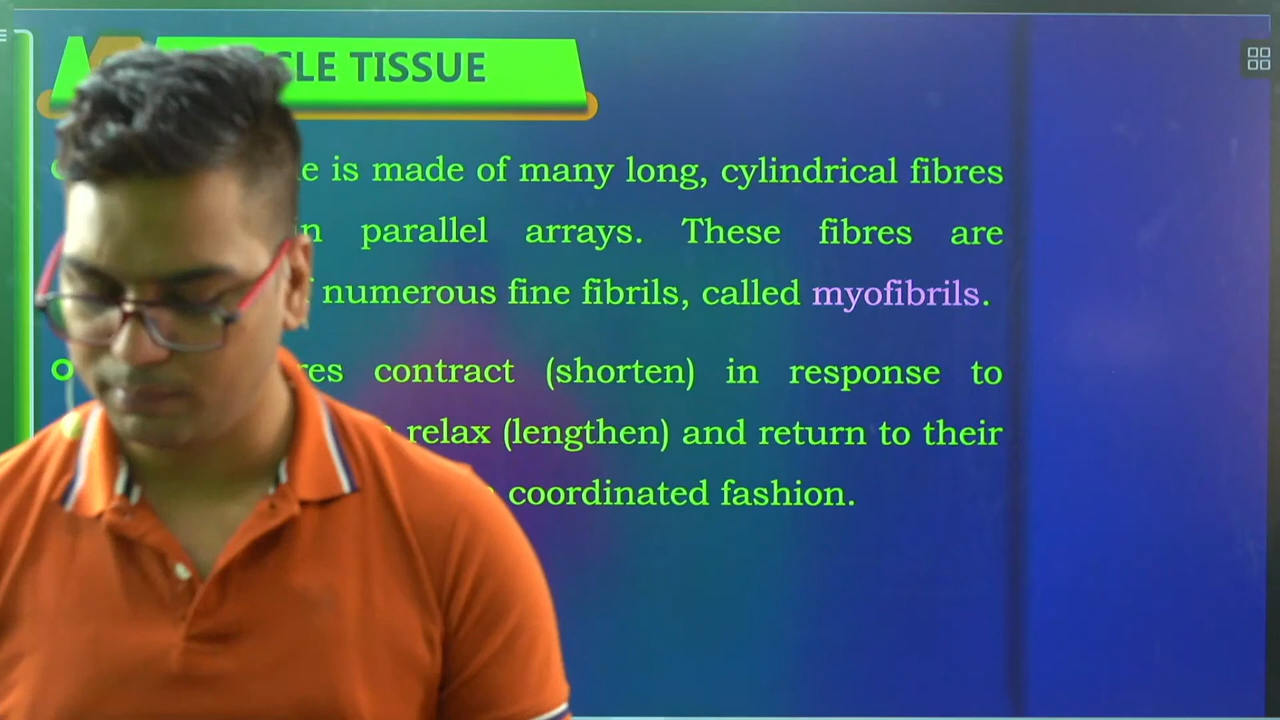 CLE TISSUE
e is made of many long, cylindrical fibres
in parallel arrays. These fibres are
numerous fine fibrils, called myofibrils.
res contract (shorten) in response to
relax (lengthen) and return to their
coordinated fashion.